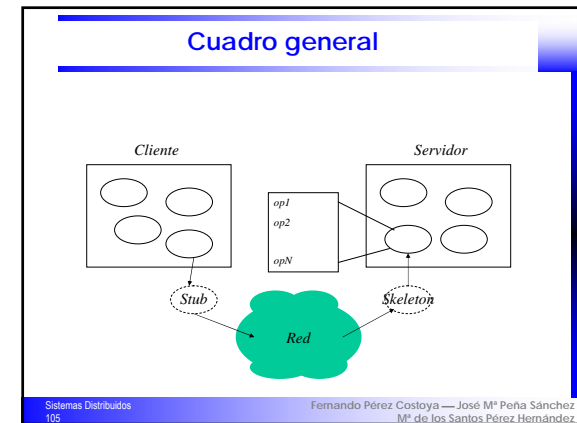 Cuadro general
Cliente
Servidor
op1
op2
opN
Stub
Skeleton
Red
Sistemas Distribuidos
105
Fernando Pérez Costoya — José Mª Peña Sánchez
Mª de los Santos Pérez Hernández